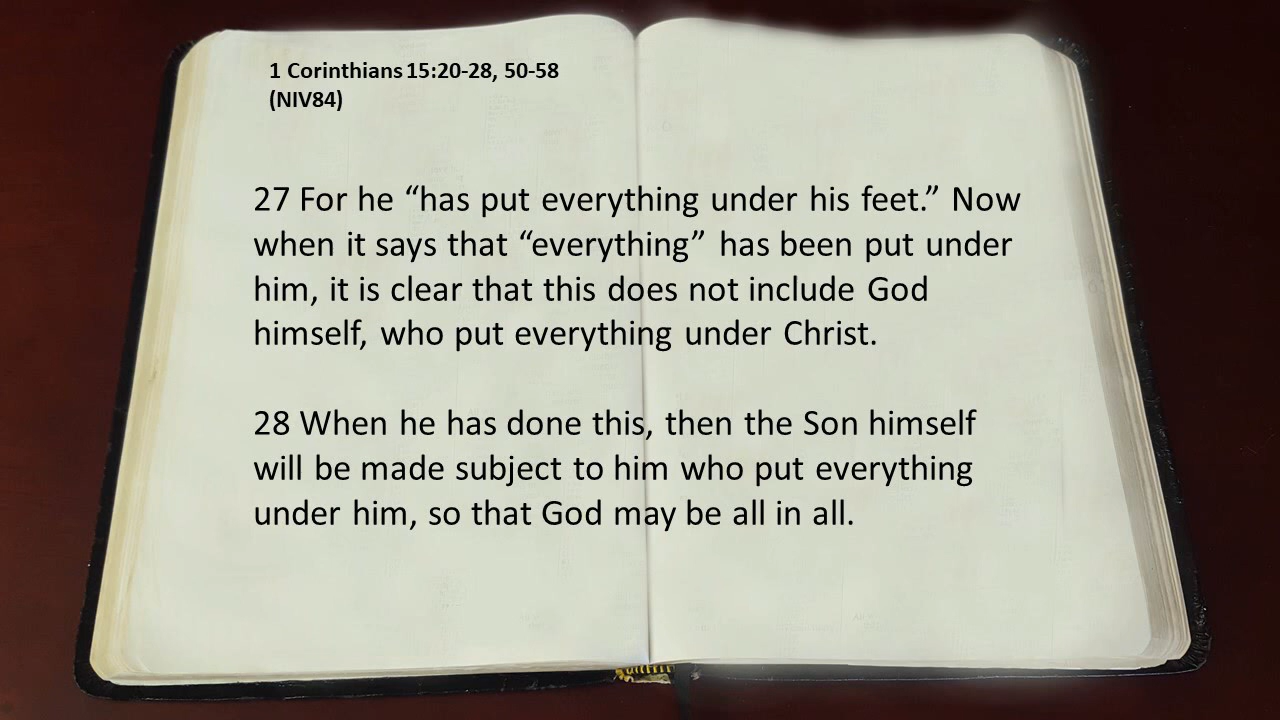 1 Corinthians 15:20-28, 50-58
(NIV84)
27 For he “has put everything under his feet.” Now
when it says that “everything” has been put under
him, it is clear that this does not include God
himself, who put everything under Christ.
28 When he has done this, then the Son himself
will be made subject to him who put everything
under him, so that God may be all in all.